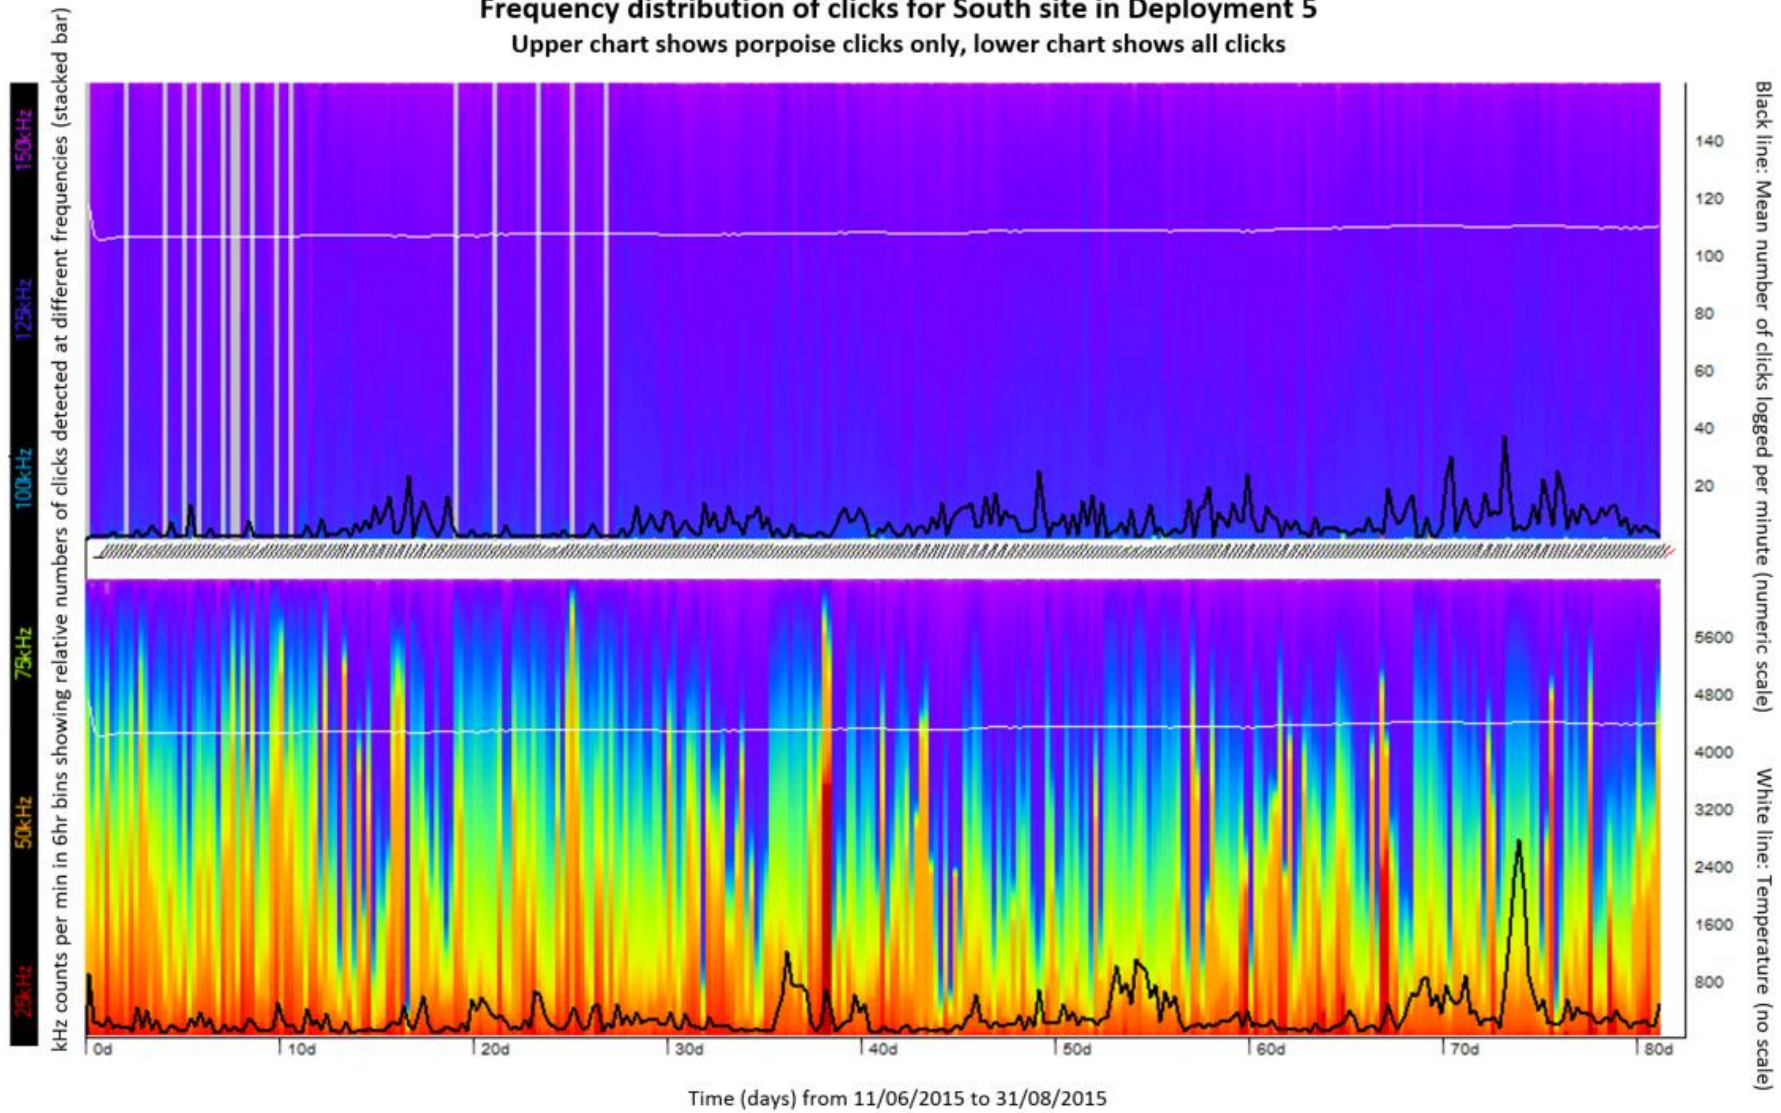 Frequency distribution of clicks for South site in Deployment 5
Upper chart shows porpoise clicks only, lower chart shows all clicks
150kHz
125kHz
100kHz
75kHz
50kHz
25kHz
kHz counts per min in 6hr bins showing relative numbers of clicks detected at different frequencies (stacked bar)
140
120
100
80
60
40
20
5600
4800
4000
3200
2400
1600
800
Black line: Mean number of clicks logged per minute (numeric scale)
White line: Temperature (no scale)
0d 10d 20d 30d 40d 50d 60d 70d 80d
Time (days) from 11/06/2015 to 31/08/2015